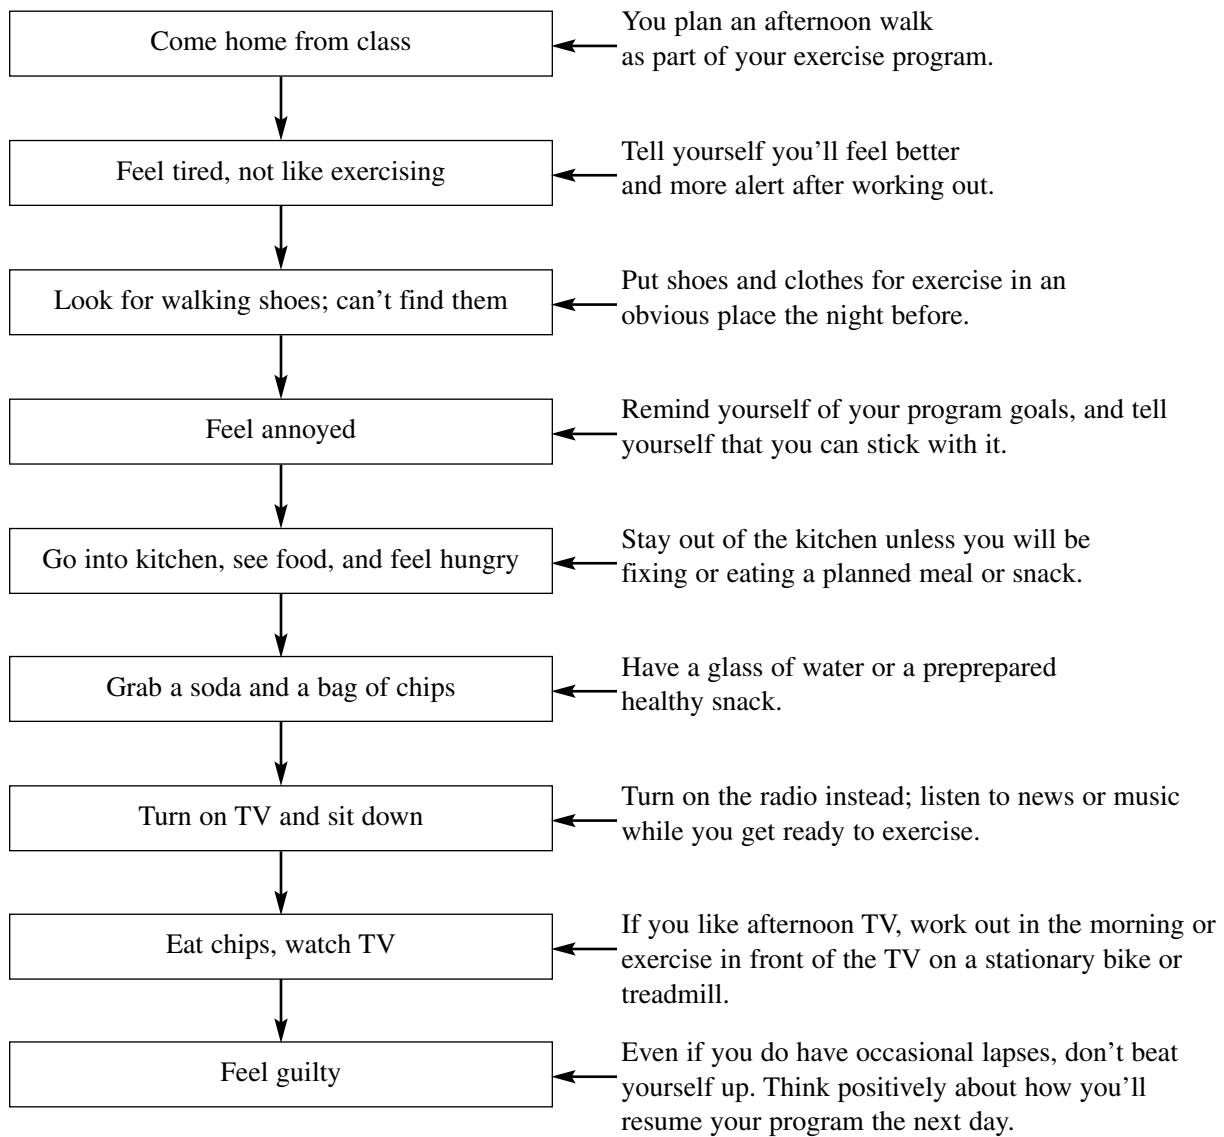 Come home from class
You plan an afternoon walk
as part of your exercise program.
Feel tired, not like exercising
Tell yourself you'll feel better
and more alert after working out.
Look for walking shoes; can't find them
Put shoes and clothes for exercise in an
obvious place the night before.
Feel annoyed
Remind yourself of your program goals, and tell
yourself that you can stick with it.
Go into kitchen, see food, and feel hungry
Stay out of the kitchen unless you will be
fixing or eating a planned meal or snack.
Grab a soda and a bag of chips
Have a glass of water or a preprepared
healthy snack.
Turn on TV and sit down
Turn on the radio instead; listen to news or music
while you get ready to exercise.
Eat chips, watch TV
If you like afternoon TV, work out in the morning or
exercise in front of the TV on a stationary bike or
treadmill.
Feel guilty
Even if you do have occasional lapses, don't beat
yourself up. Think positively about how you'll
resume your program the next day.